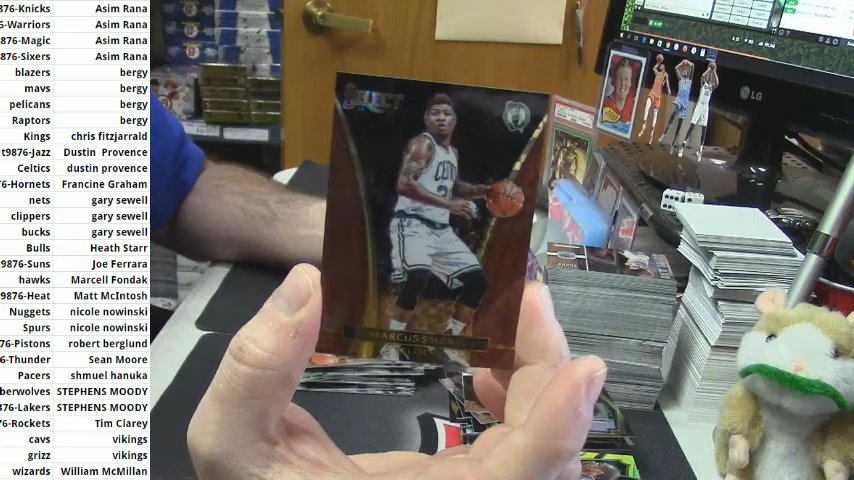 876-Knicks Asim Rana
6-Warriors Asim Rana
9876-Magic Asim Rana
876-Sixers Asim Rana
blazers bergy
mavs bergy
pelicans bergy
Raptors bergy
Kings chris fitzjarrald
t9876-Jazz Dustin Provence
Celtics dustin provence
76-Hornets Francine Graham
nets gary sewell
clippers gary sewell
bucks gary sewell
Bulls Heath Starr
9876-Suns Joe Ferrara
hawks Marcell Fondak
9876-Heat Matt McIntosh
Nuggets nicole nowinski
Spurs nicole nowinski
76-Pistons robert berglund
6-Thunder Sean Moore
Pacers shmuel hanuka
berwolves STEPHENS MOODY
876-Lakers STEPHENS MOODY
76-Rockets Tim Clarey
cavs vikings
grizz vikings
wizards William McMillan
SELECT
MARCUS SMART
LG